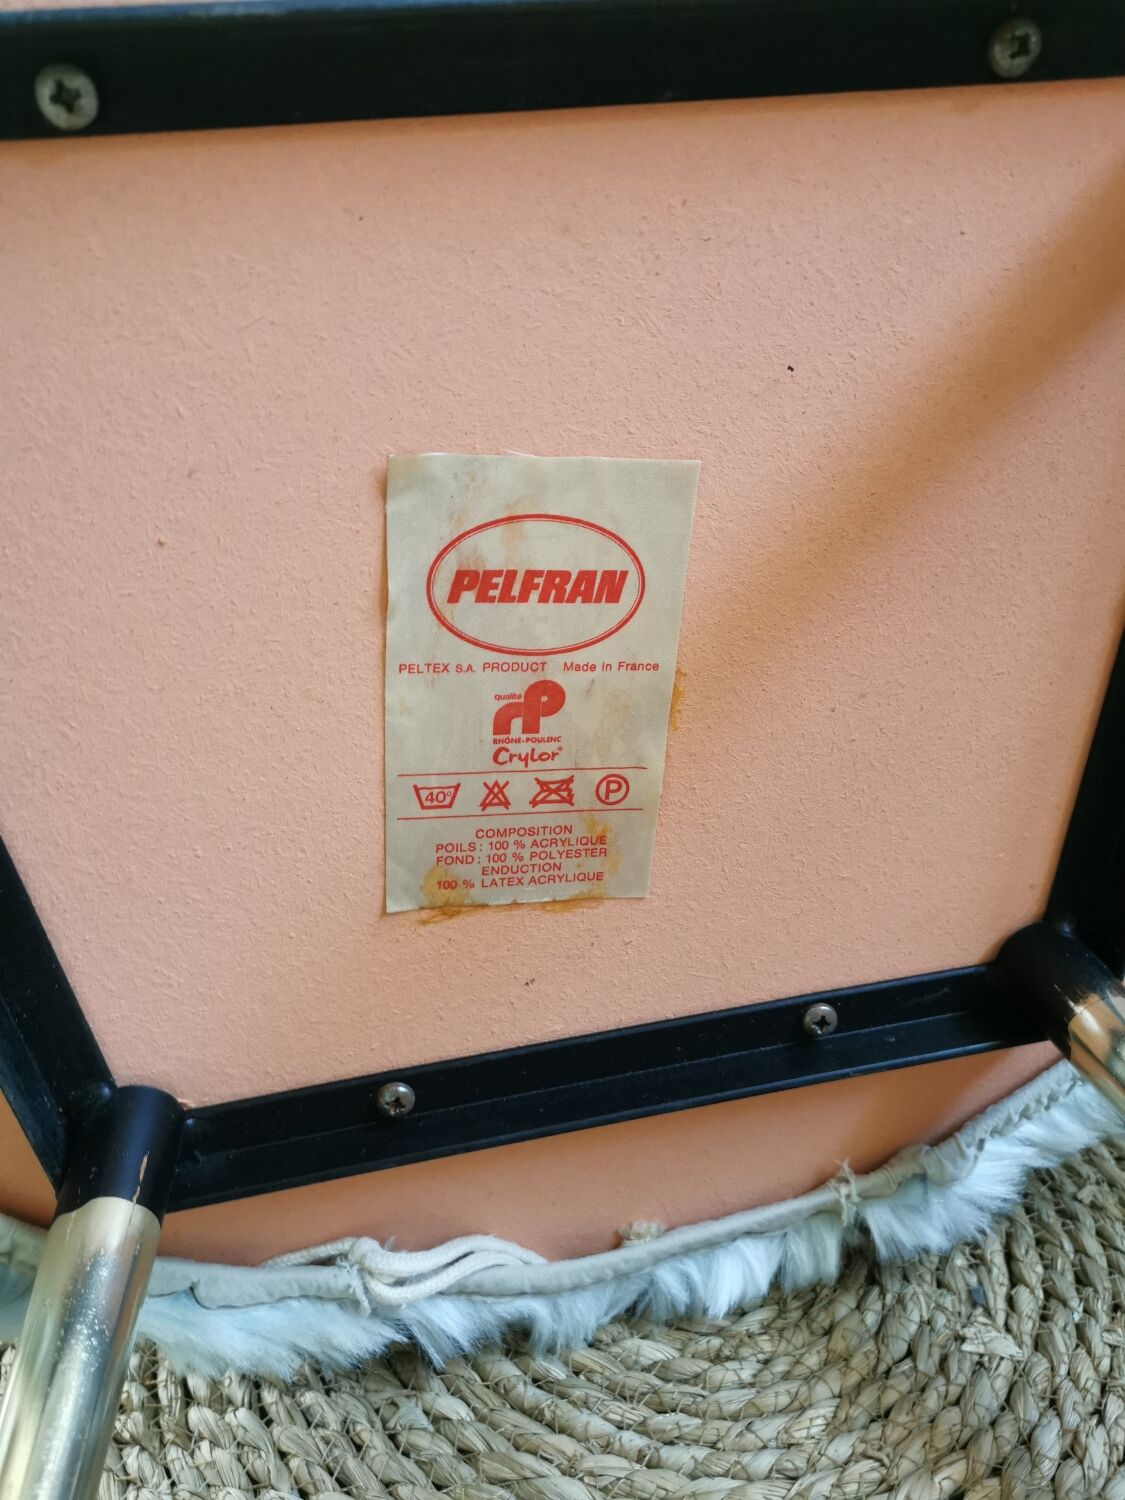 PELFRAN
PELTEX S.A. PRODUCT Made in France
qualité
rp
RHÔNE-POULENC
Crylor®
40° P
COMPOSITION
POILS : 100 % ACRYLIQUE
FOND : 100 % POLYESTER
ENDUCTION
100 % LATEX ACRYLIQUE